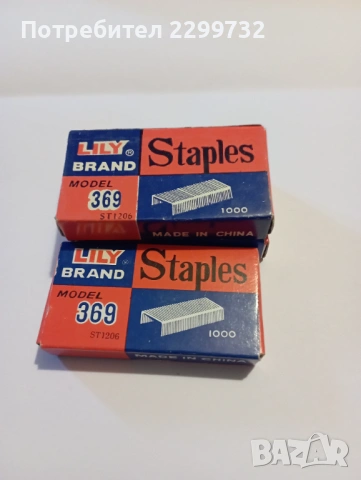 Потребител 2299732
LILY®
BRAND
Staples
MODEL
369
ST1206
1000
MADE IN CHINA
LILY
BRAND
Staples
MODEL
369
ST1206
1000
MADE IN CHINA
BAZAR